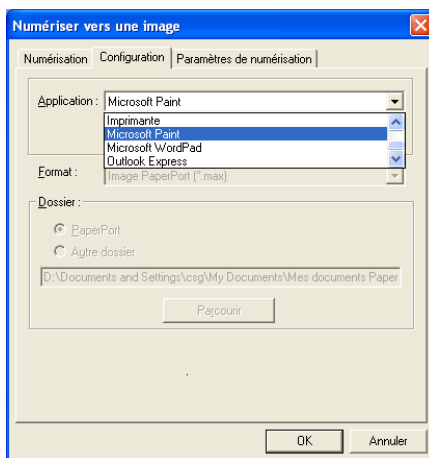 Numériser vers une image
Numérisation Configuration Paramètres de numérisation
Application : Microsoft Paint
Imprimante
Microsoft Paint
Microsoft WordPad
Outlook Express
Format : Image PaperPort (*.max)
Dossier :
PaperPort
Autre dossier
D:\Documents and Settings\csg\My Documents\Mes documents Paper
Parcourir
OK Annuler